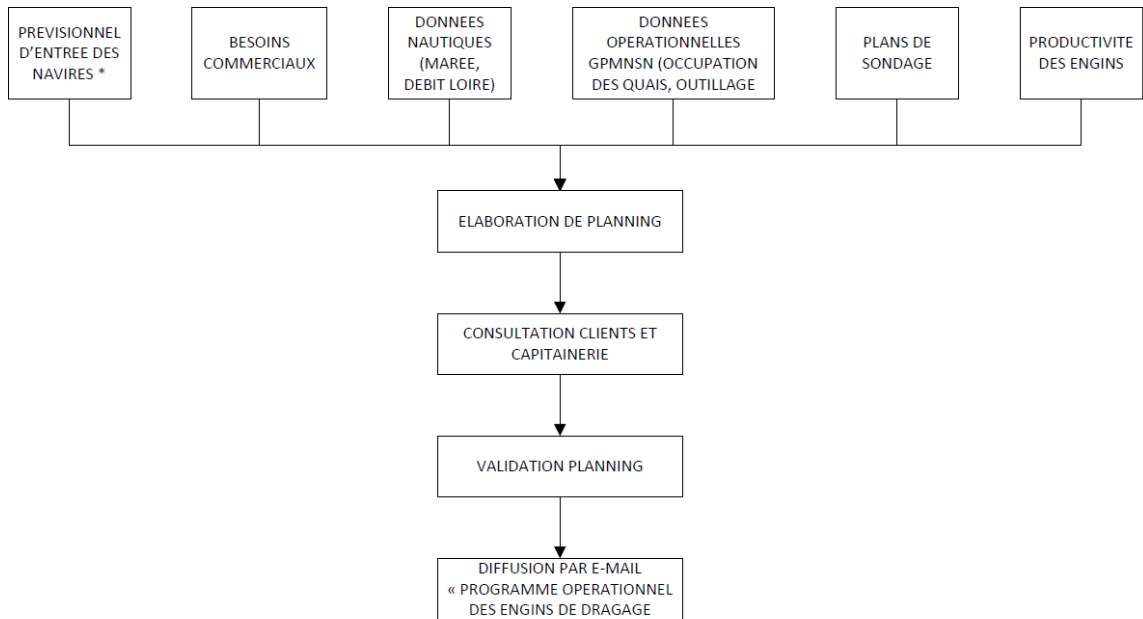 PREVISIONNEL
D’ENTREE DES
NAVIRES *
BESOINS
COMMERCIAUX
DONNEES
NAUTIQUES
(MAREE,
DEBIT LOIRE)
DONNEES
OPERATIONNELLES
GPMNSN (OCCUPATION
DES QUAIS, OUTILLAGE
PLANS DE
SONDAGE
PRODUCTIVITE
DES ENGINS
ELABORATION DE PLANNING
CONSULTATION CLIENTS ET
CAPITAINERIE
VALIDATION PLANNING
DIFFUSION PAR E-MAIL
« PROGRAMME OPERATIONNEL
DES ENGINS DE DRAGAGE